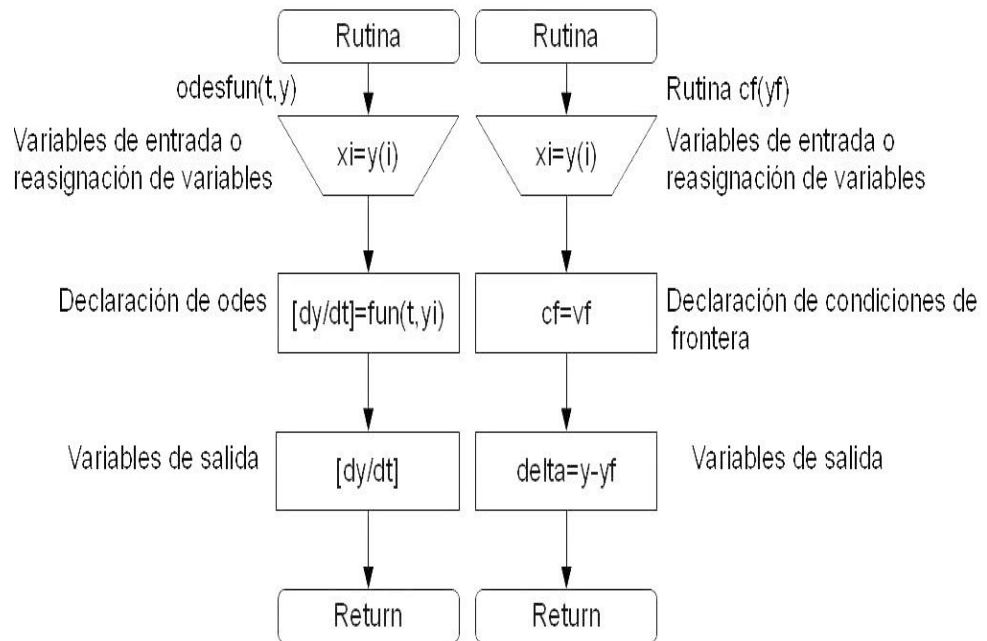 Rutina
Rutina
odesfun(t,y)
Rutina cf(yf)
Variables de entrada o
reasignación de variables
xi=y(i)
xi=y(i)
Variables de entrada o
reasignación de variables
Declaración de odes
[dy/dt]=fun(t,yi)
cf=vf
Declaración de condiciones de
frontera
Variables de salida
[dy/dt]
delta=y-yf
Variables de salida
Return
Return